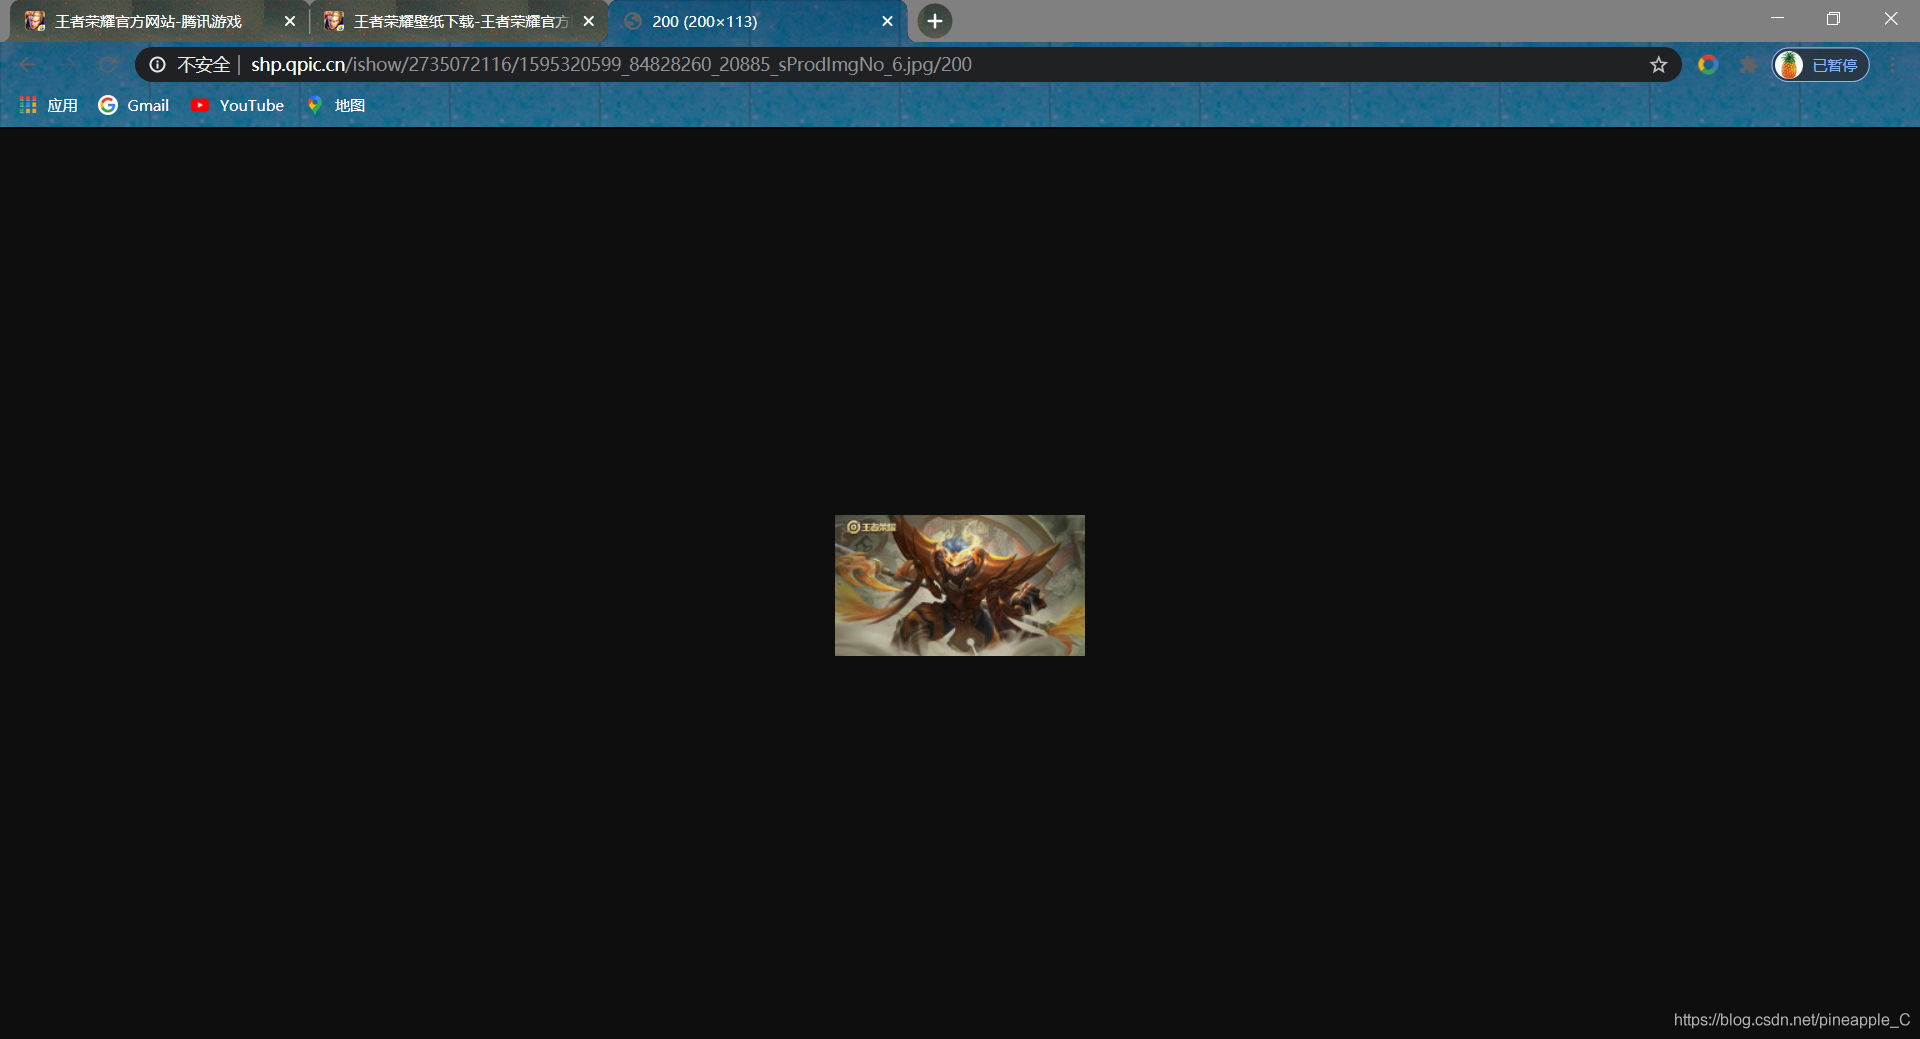 王者荣耀官方网站-腾讯游戏
王者荣耀壁纸下载-王者荣耀官方
200 (200×113)
不安全 | shp.qpic.cn/ishow/2735072116/1595320599_84828260_20885_sProdImgNo_6.jpg/200
已暂停
应用 Gmail YouTube 地图
王者荣耀
https://blog.csdn.net/pineapple_C